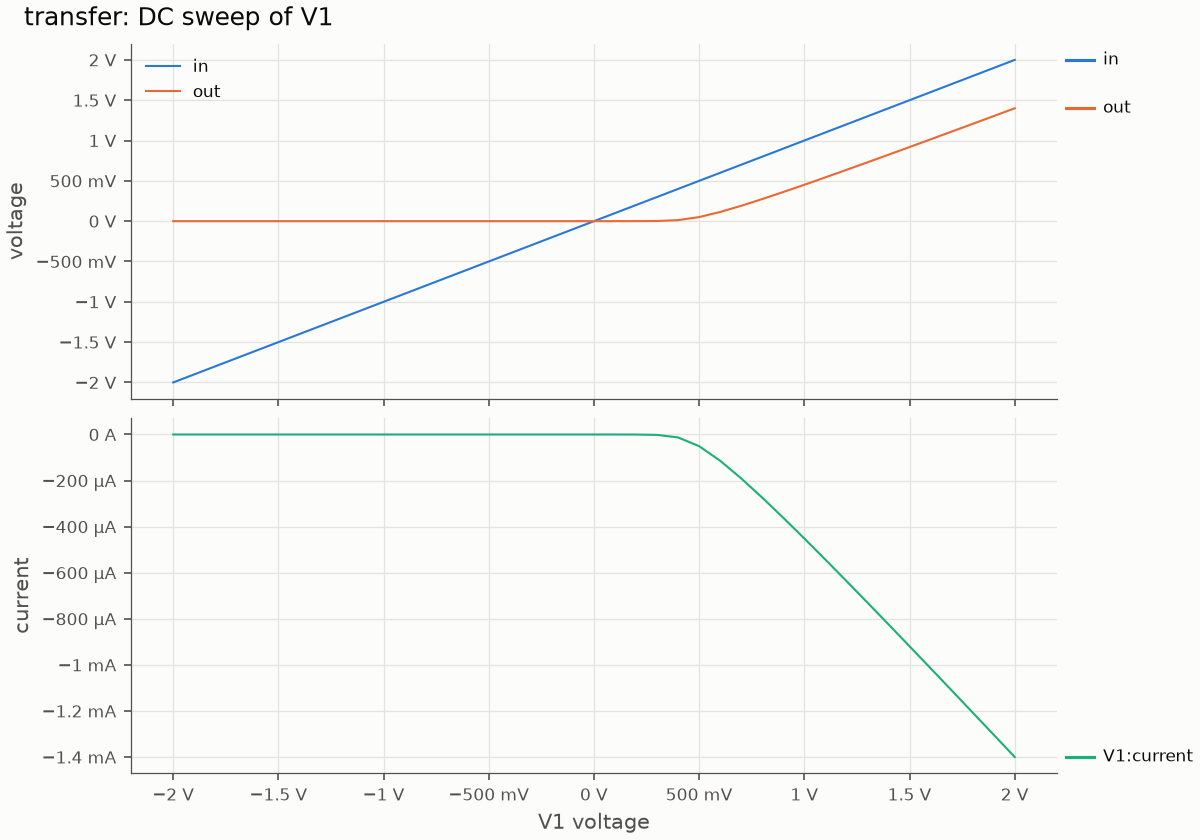 transfer: DC sweep of V1
in
out
2 V
1.5 V
1 V
500 mV
0 V
−500 mV
−1 V
−1.5 V
−2 V
voltage
in
out
0 A
−200 µA
−400 µA
−600 µA
−800 µA
−1 mA
−1.2 mA
−1.4 mA
current
V1:current
−2 V
−1.5 V
−1 V
−500 mV
0 V
500 mV
1 V
1.5 V
2 V
V1 voltage